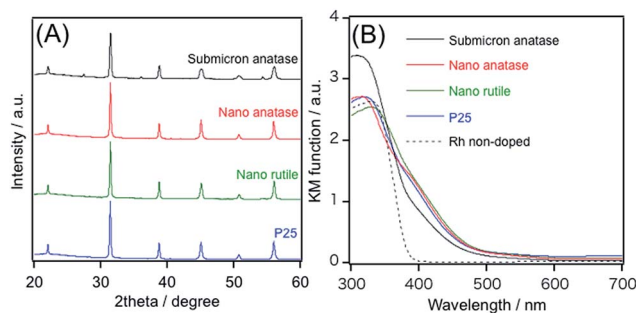 (A)
Submicron anatase
Nano anatase
Nano rutile
P25
Intensity / a.u.
20 30 40 50 60
2theta / degree
(B)
Submicron anatase
Nano anatase
Nano rutile
P25
Rh non-doped
KM function / a.u.
4
3
2
1
0
300 400 500 600 700
Wavelength / nm